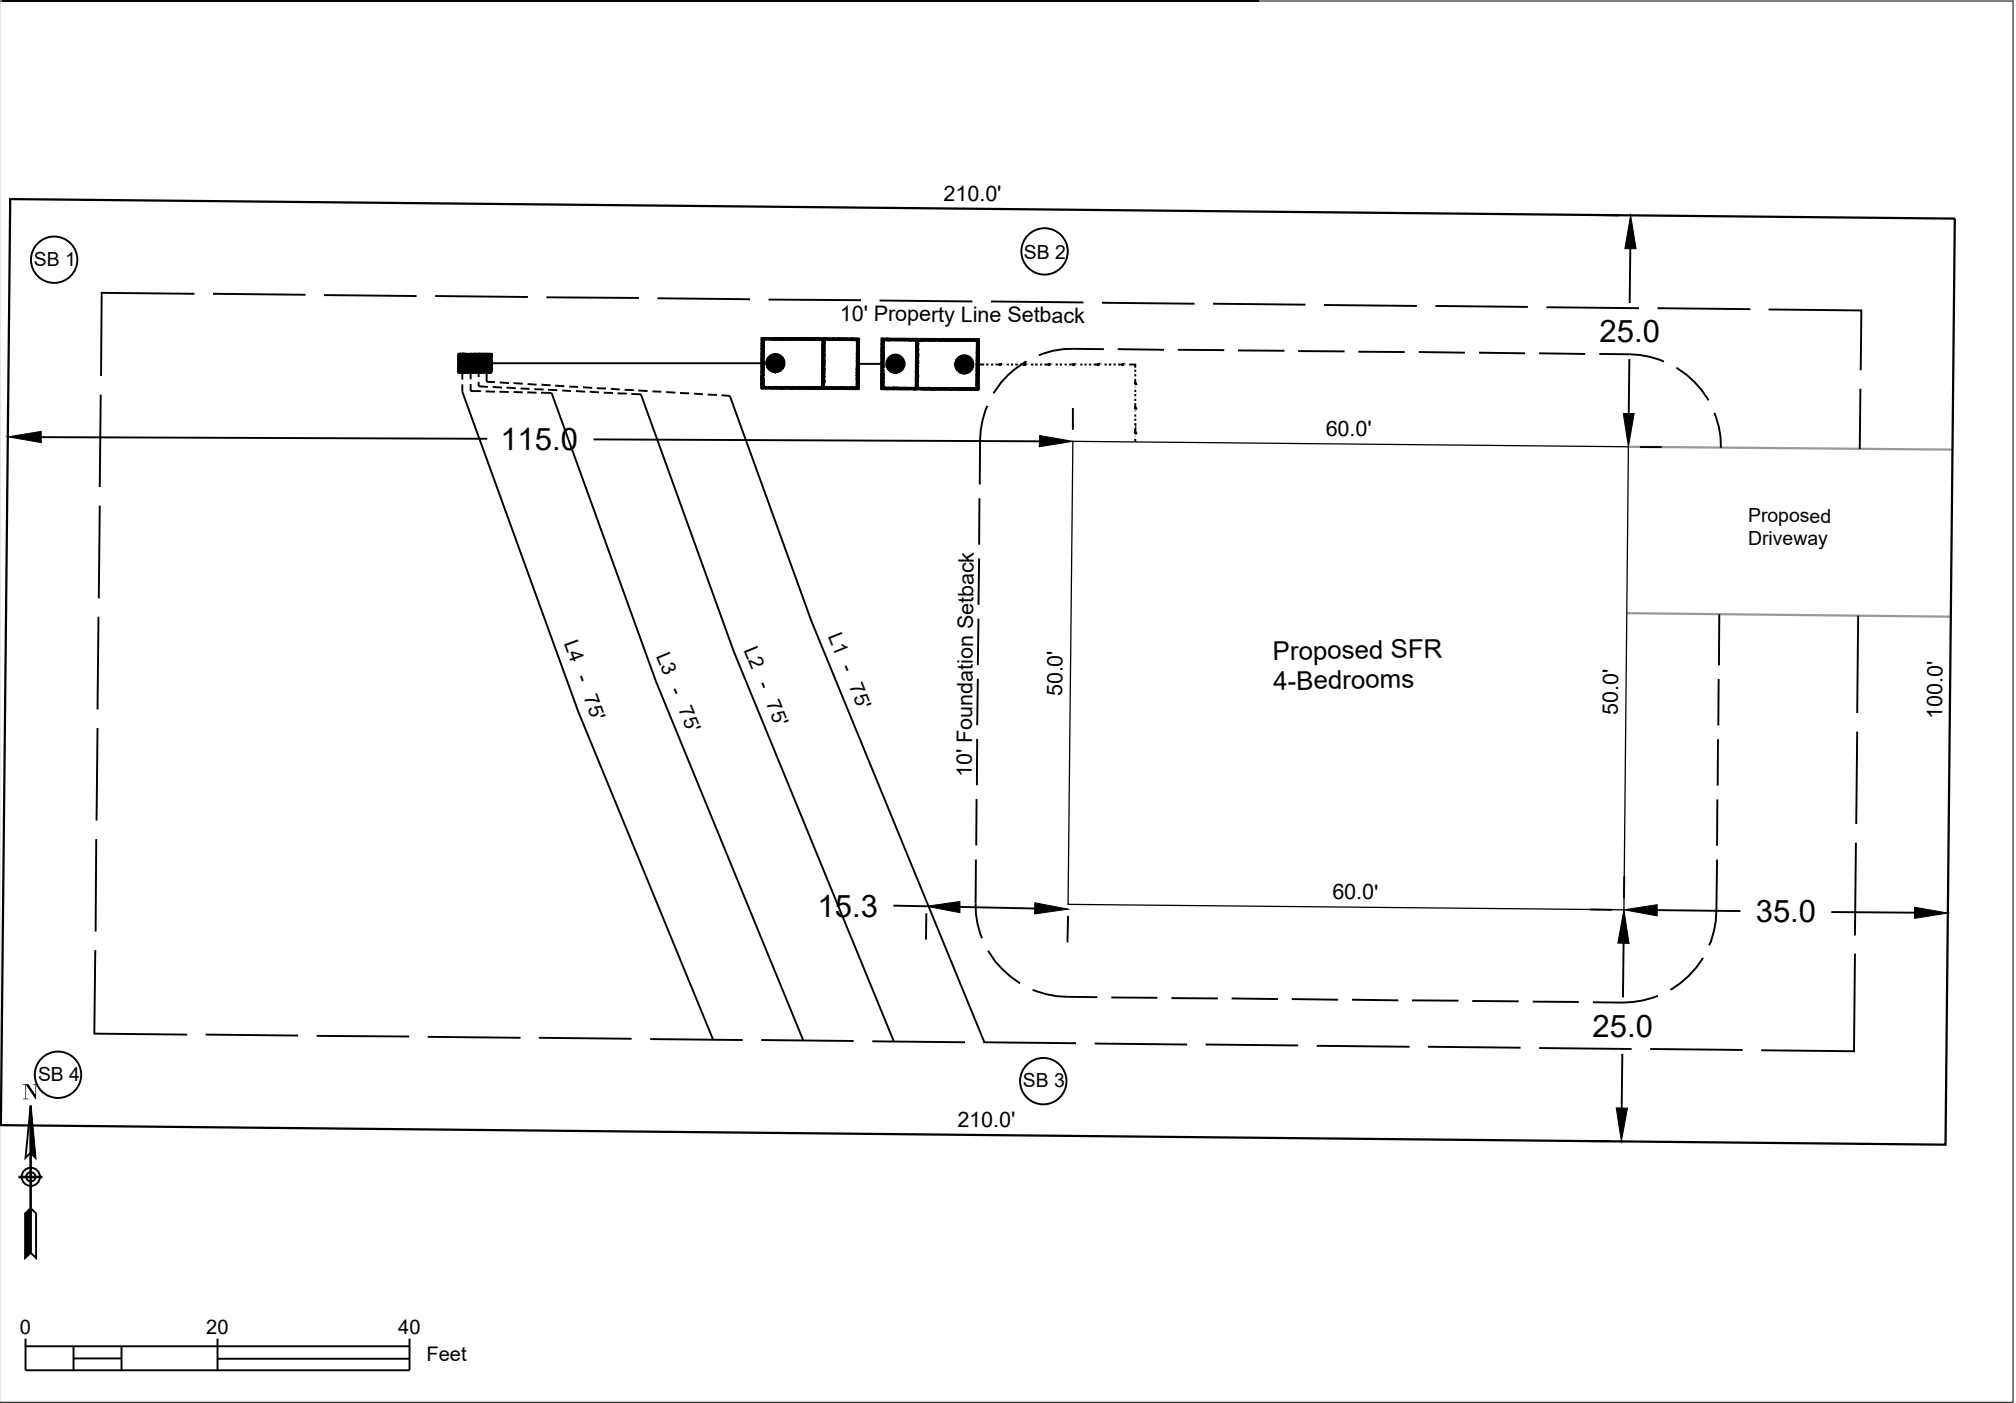 210.0'
SB 1
SB 2
10' Property Line Setback
25.0
115.0
60.0'
Proposed
Driveway
10' Foundation Setback
L4 - 75'
L3 - 75'
L2 - 75'
L1 - 75'
50.0'
Proposed SFR
4-Bedrooms
50.0'
100.0'
15.3
60.0'
35.0
25.0
SB 4
SB 3
N
210.0'
0 20 40
Feet